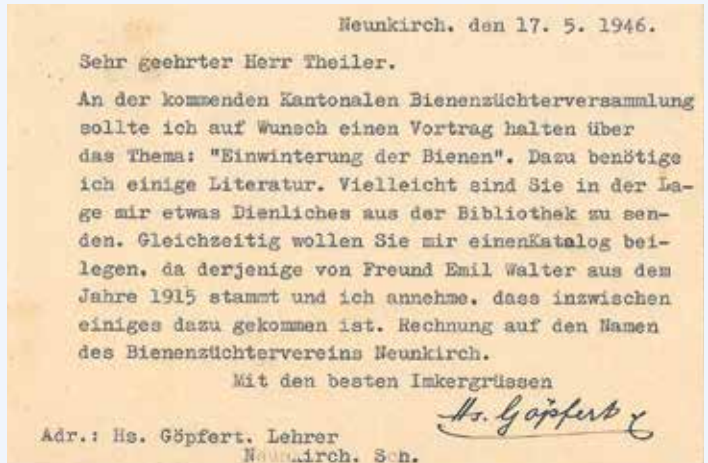 Neunkirch. den 17. 5. 1946.
Sehr geehrter Herr Theiler.
An der kommenden Kantonalen Bienenzüchterversammlung
sollte ich auf Wunsch einen Vortrag halten über
das Thema: "Einwinterung der Bienen". Dazu benötige
ich einige Literatur. Vielleicht sind Sie in der La-
ge mir etwas Dienliches aus der Bibliothek zu sen-
den. Gleichzeitig wollen Sie mir einenKatalog bei-
legen. da derjenige von Freund Emil Walter aus dem
Jahre 1915 stammt und ich annehme. dass inzwischen
einiges dazu gekommen ist. Rechnung auf den Namen
des Bienenzüchtervereins Neunkirch.
Mit den besten Imkergrüssen
Hs. Göpfert
Adr.: Hs. Göpfert. Lehrer
Neunkirch. Sch.